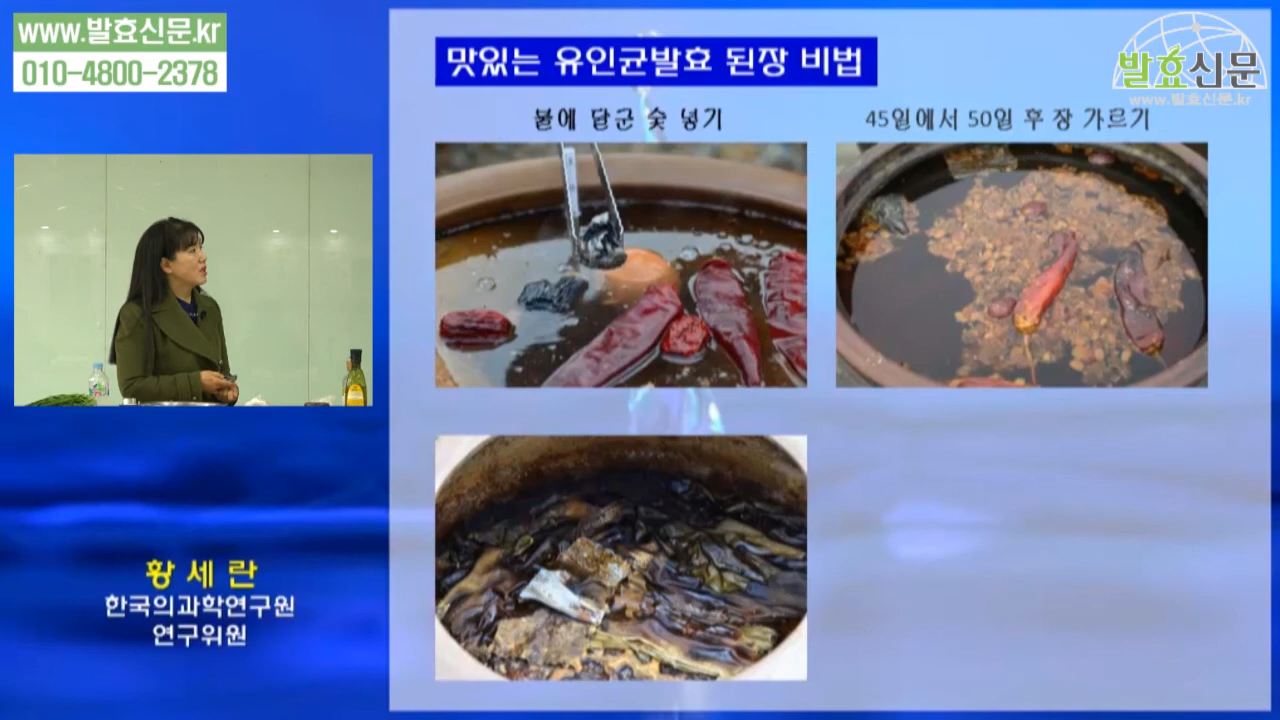 www.발효신문.kr
010-4800-2378
맛있는 유인균발효 된장 비법
발효신문
www.발효신문.kr
불에 달군 숯 넣기
45일에서 50일 후 장 가르기
황세란
한국의과학연구원
연구위원